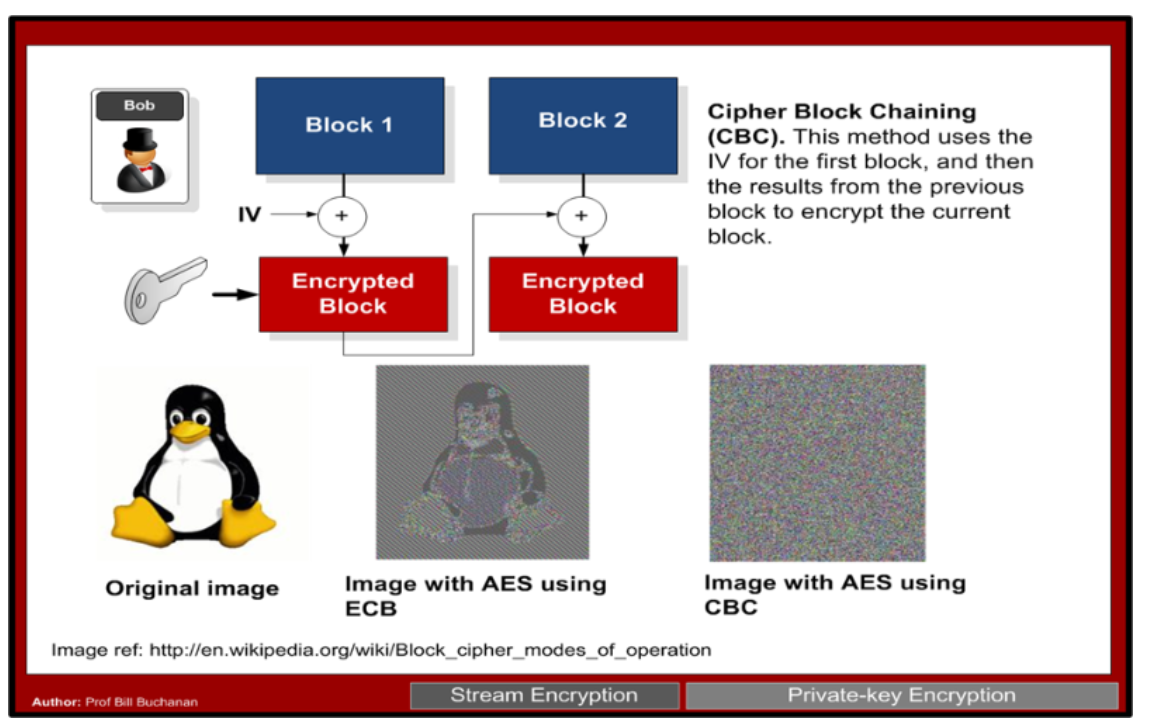 Bob
Block 1
Block 2
IV
+
+
Encrypted
Block
Encrypted
Block
Cipher Block Chaining
(CBC). This method uses the
IV for the first block, and then
the results from the previous
block to encrypt the current
block.
Original image
Image with AES using
ECB
Image with AES using
CBC
Image ref: http://en.wikipedia.org/wiki/Block_cipher_modes_of_operation
Author: Prof Bill Buchanan
Stream Encryption
Private-key Encryption